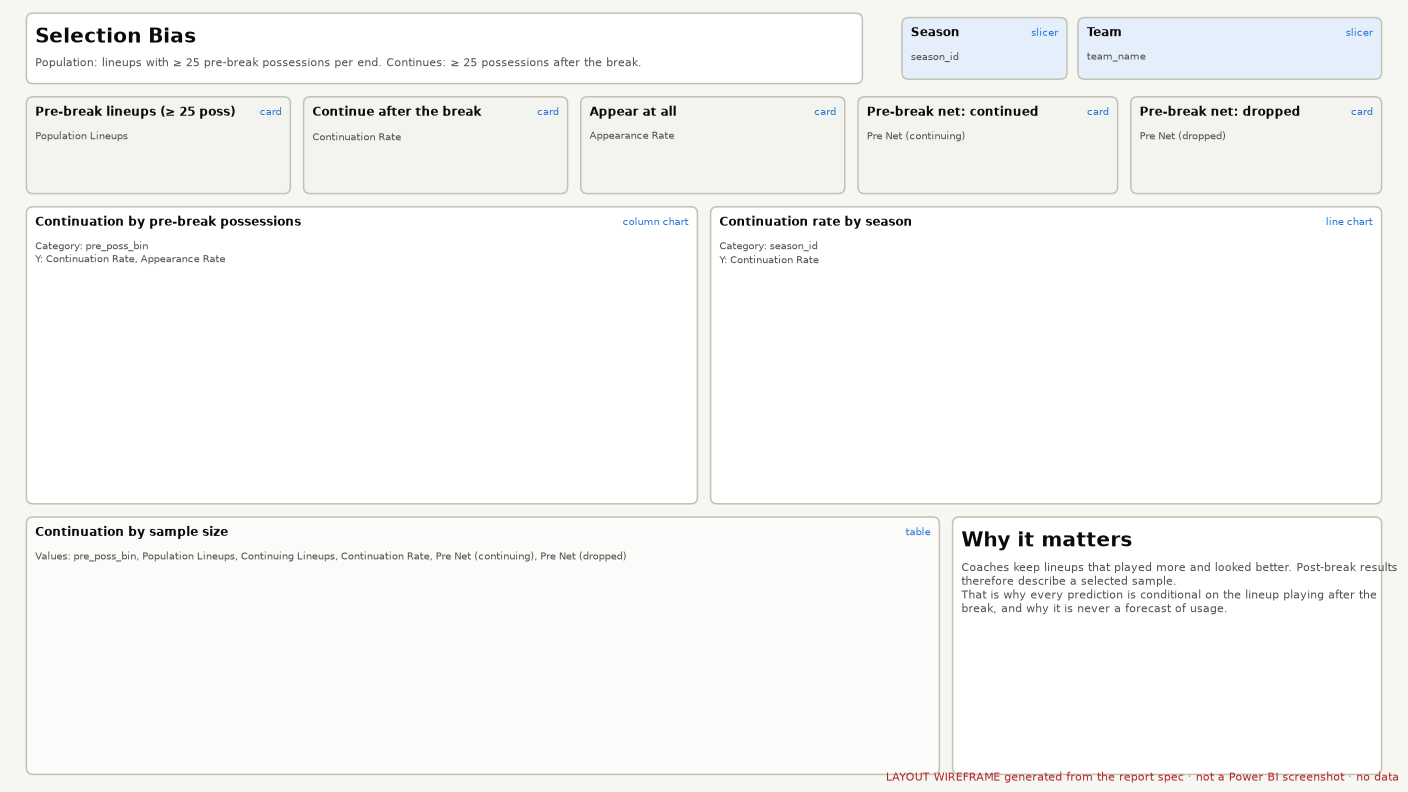 Selection Bias
Population: lineups with ≥ 25 pre-break possessions per end. Continues: ≥ 25 possessions after the break.
Season slicer
season_id
Team slicer
team_name
Pre-break lineups (≥ 25 poss) card
Population Lineups
Continue after the break card
Continuation Rate
Appear at all card
Appearance Rate
Pre-break net: continued card
Pre Net (continuing)
Pre-break net: dropped card
Pre Net (dropped)
Continuation by pre-break possessions column chart
Category: pre_poss_bin
Y: Continuation Rate, Appearance Rate
Continuation rate by season line chart
Category: season_id
Y: Continuation Rate
Continuation by sample size table
Values: pre_poss_bin, Population Lineups, Continuing Lineups, Continuation Rate, Pre Net (continuing), Pre Net (dropped)
Why it matters
Coaches keep lineups that played more and looked better. Post-break results
therefore describe a selected sample.
That is why every prediction is conditional on the lineup playing after the
break, and why it is never a forecast of usage.
LAYOUT WIREFRAME generated from the report spec · not a Power BI screenshot · no data